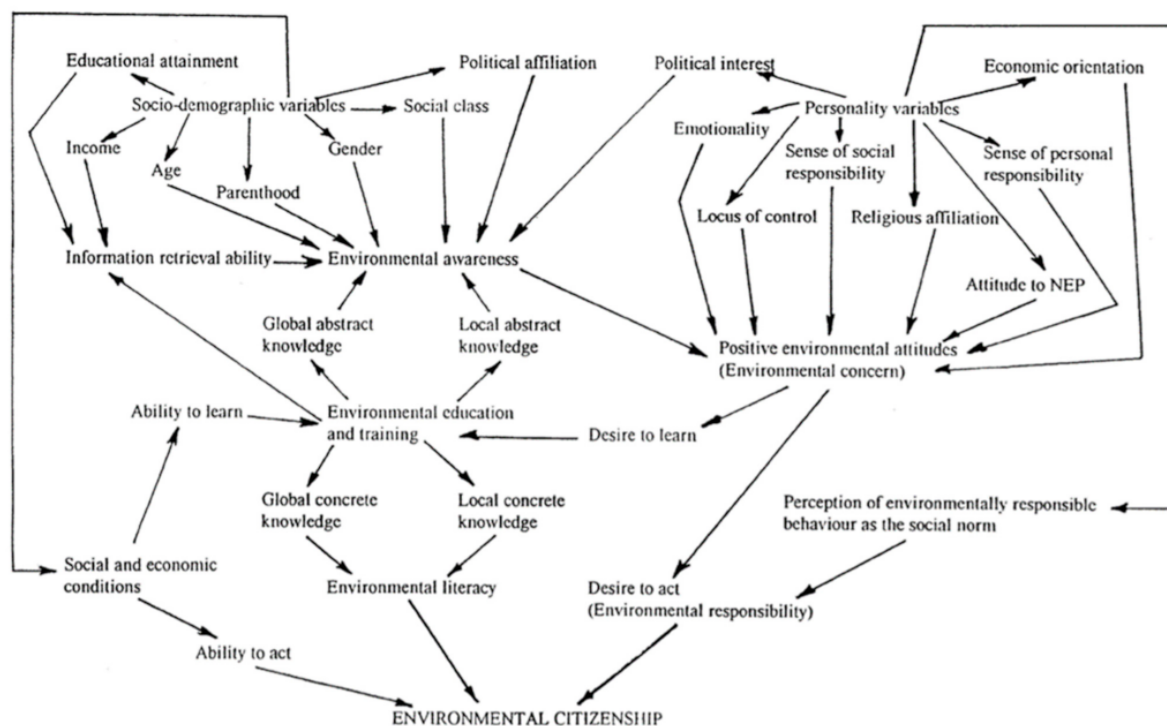 Educational attainment
Political affiliation
Political interest
Economic orientation
Socio-demographic variables
Social class
Personality variables
Emotionality
Income
Gender
Sense of social
responsibility
Sense of personal
responsibility
Age
Parenthood
Locus of control
Religious affiliation
Information retrieval ability
Environmental awareness
Attitude to NEP
Global abstract
knowledge
Local abstract
knowledge
Positive environmental attitudes
(Environmental concern)
Ability to learn
Environmental education
and training
Desire to learn
Global concrete
knowledge
Local concrete
knowledge
Perception of environmentally responsible
behaviour as the social norm
Social and economic
conditions
Environmental literacy
Desire to act
(Environmental responsibility)
Ability to act
ENVIRONMENTAL CITIZENSHIP